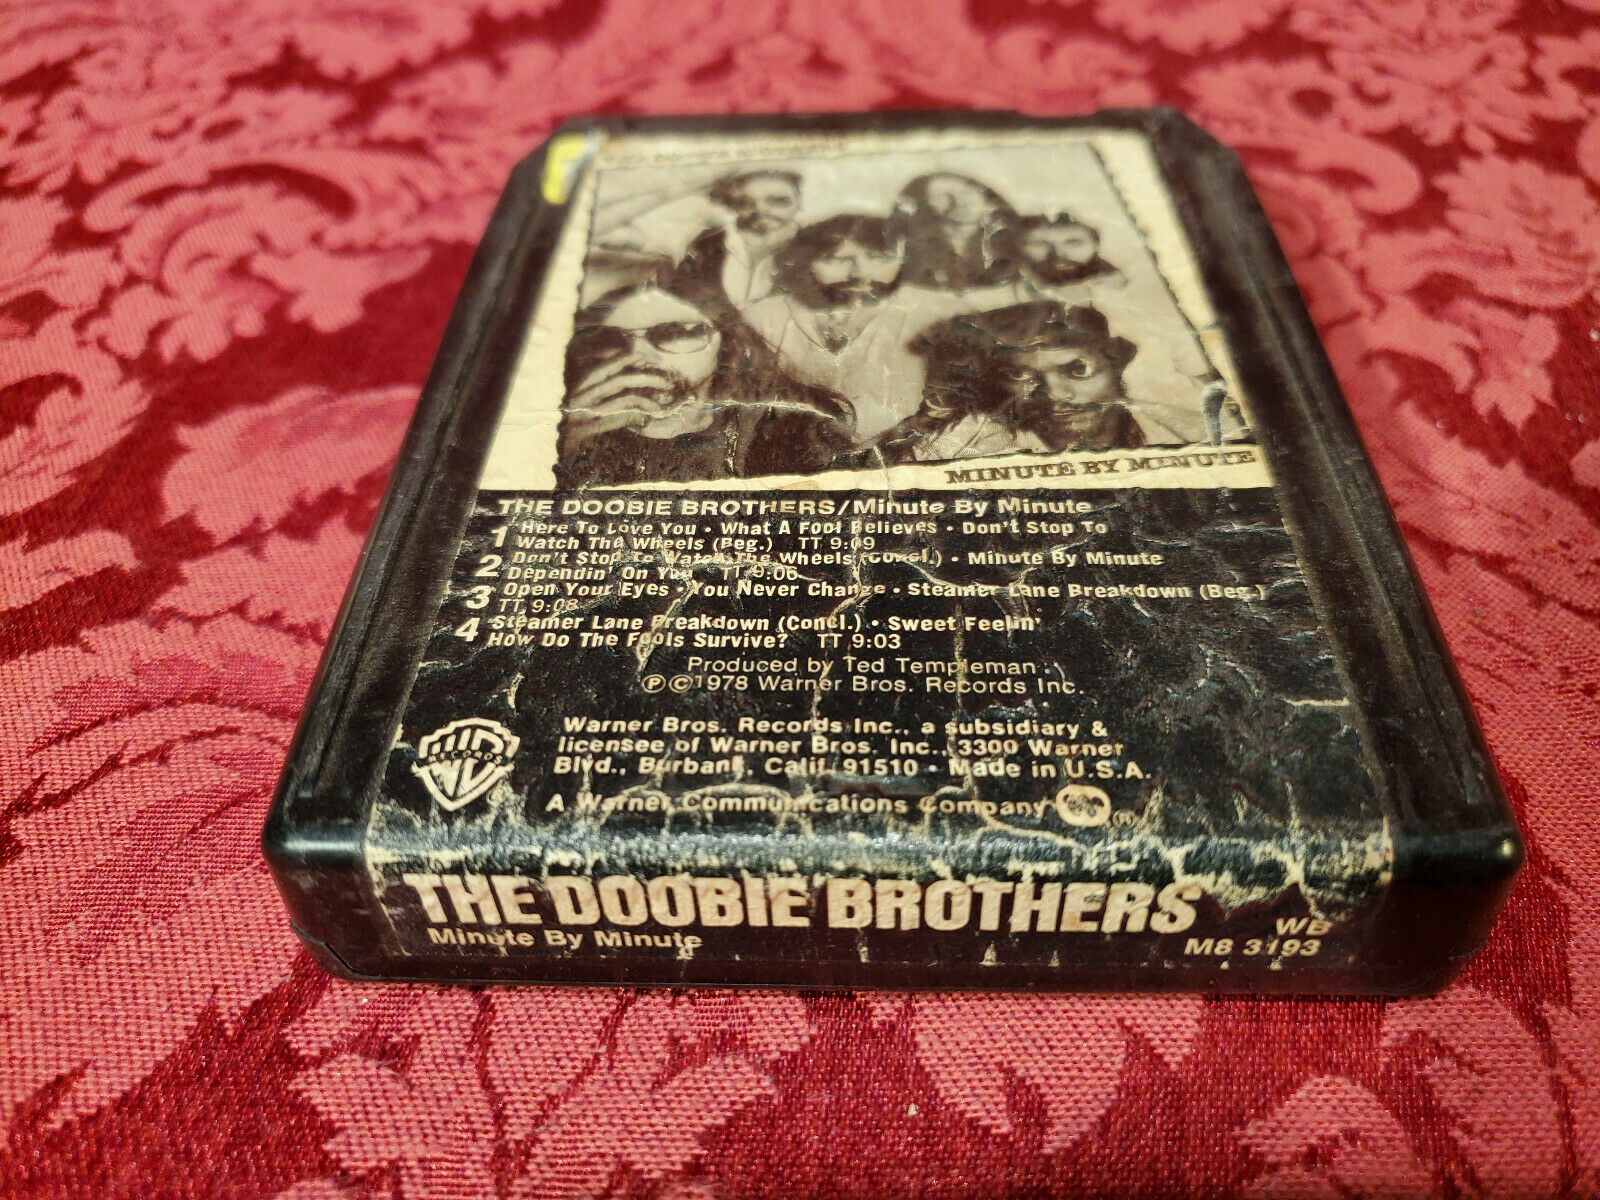 MINUTE BY MINUTE
THE DOOBIE BROTHERS/Minute By Minute
1 Here To Love You • What A Fool Believes • Don't Stop To
Watch The Wheels (Beg.) TT 9:09
2 Don't Stop To Watch The Wheels (Concl.) • Minute By Minute
Dependin' On You TT 9:06
3 Open Your Eyes • You Never Change • Steamer Lane Breakdown (Beg.)
TT 9:08
4 Steamer Lane Breakdown (Concl.) • Sweet Feelin'
How Do The Fools Survive? TT 9:03
Produced by Ted Templeman
℗©1978 Warner Bros. Records Inc.
WB
RECORDS
Warner Bros. Records Inc., a subsidiary &
licensee of Warner Bros. Inc., 3300 Warner
Blvd., Burbank, Calif. 91510 • Made in U.S.A.
A Warner Communications Company ®
THE DOOBIE BROTHERS
Minute By Minute
WB
M8 3193